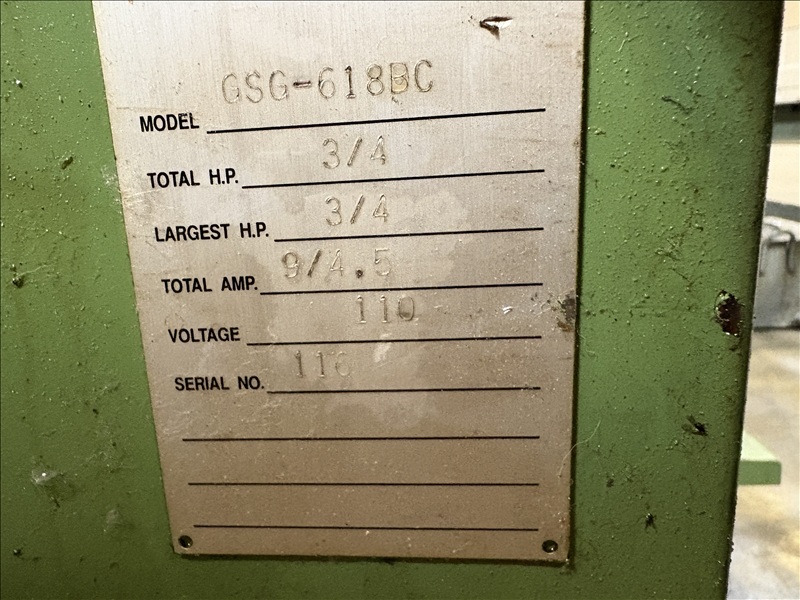 MODEL GSG-618BC
TOTAL H.P. 3/4
LARGEST H.P. 3/4
TOTAL AMP. 9/4.5
VOLTAGE 110
SERIAL NO.